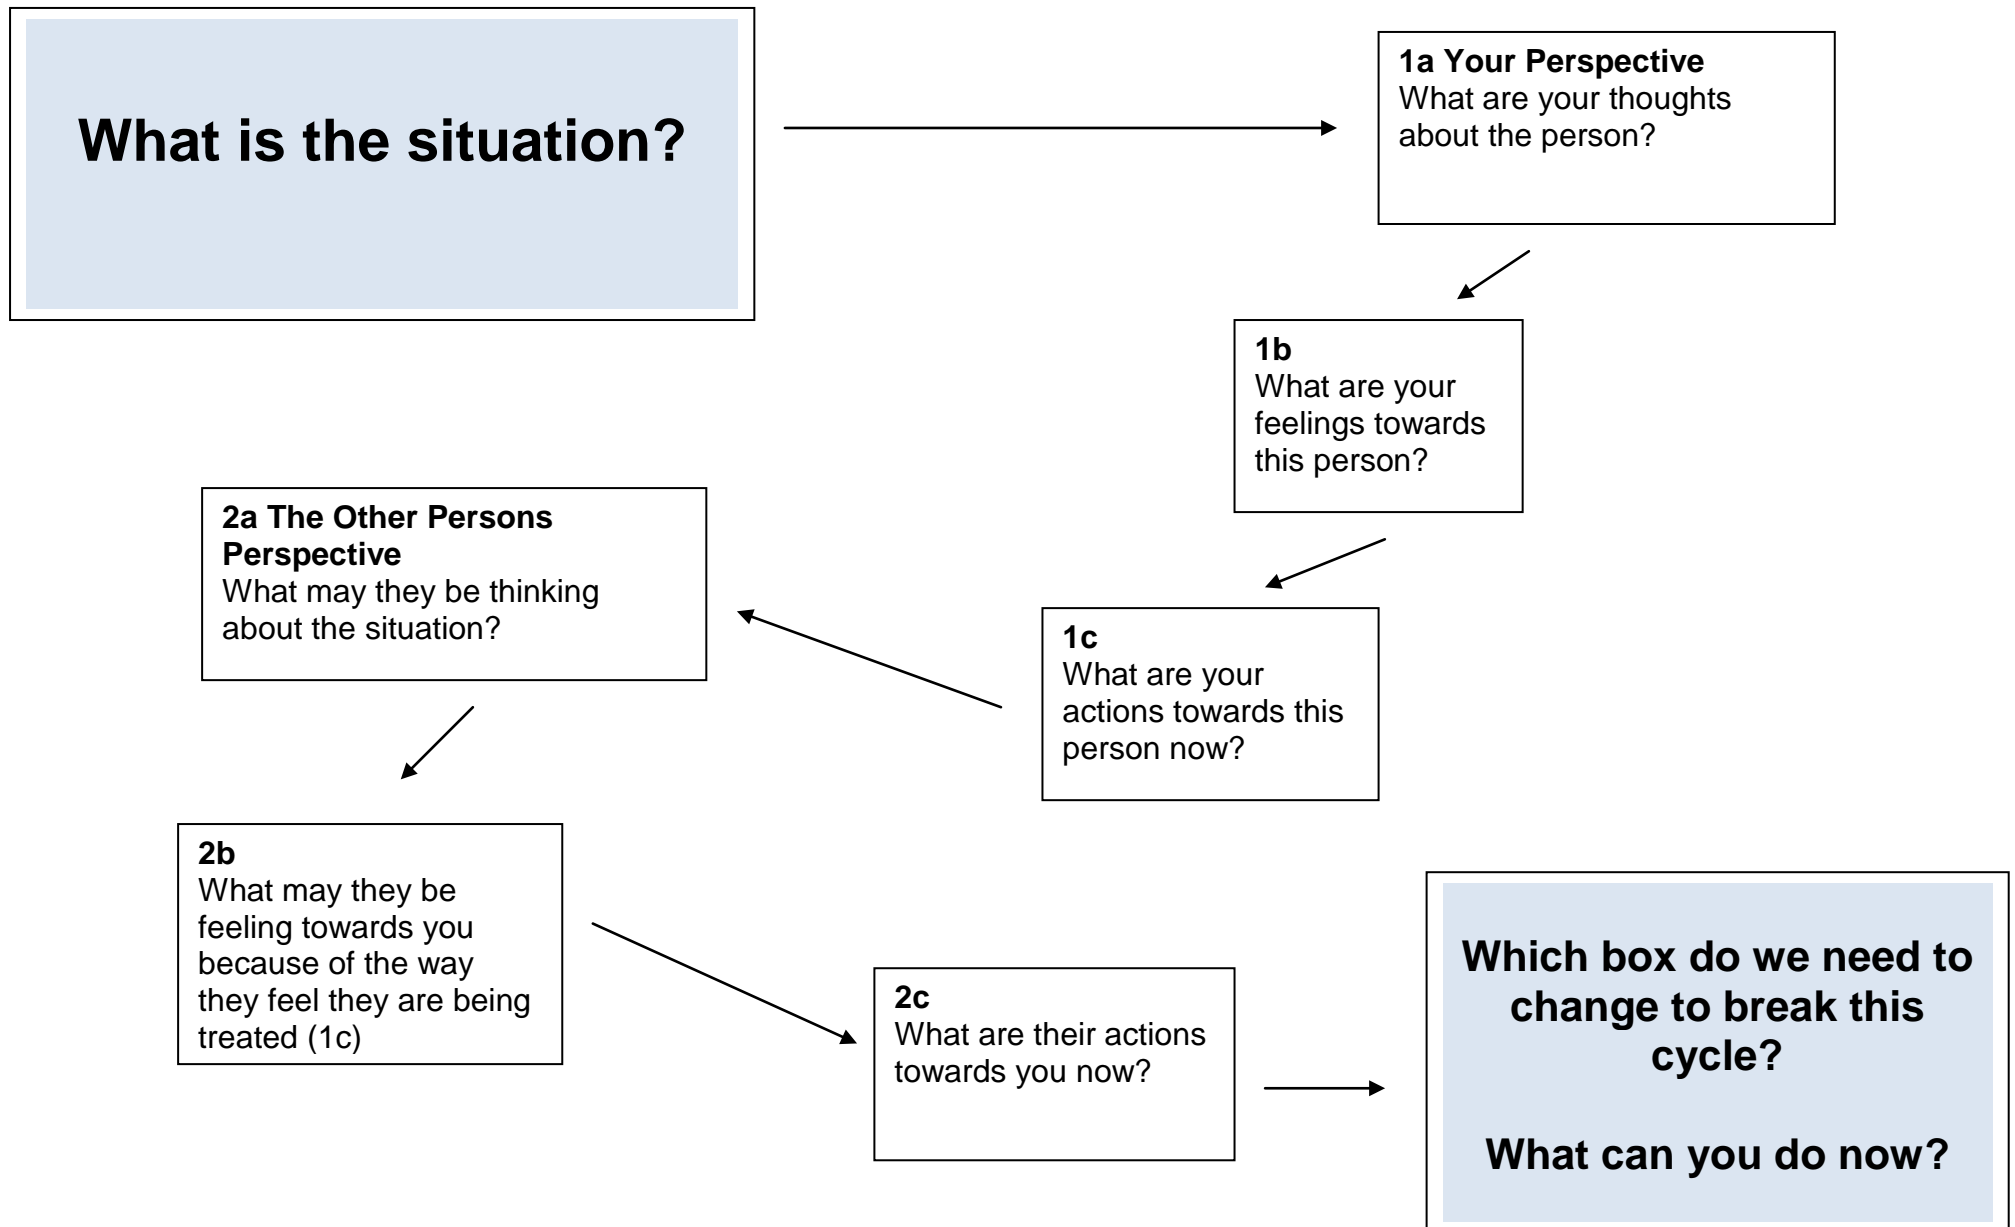 What is the situation?
1a Your Perspective
What are your thoughts
about the person?
1b
What are your
feelings towards
this person?
1c
What are your
actions towards this
person now?
2a The Other Persons
Perspective
What may they be thinking
about the situation?
2b
What may they be
feeling towards you
because of the way
they feel they are being
treated (1c)
2c
What are their actions
towards you now?
Which box do we need to
change to break this
cycle?
What can you do now?